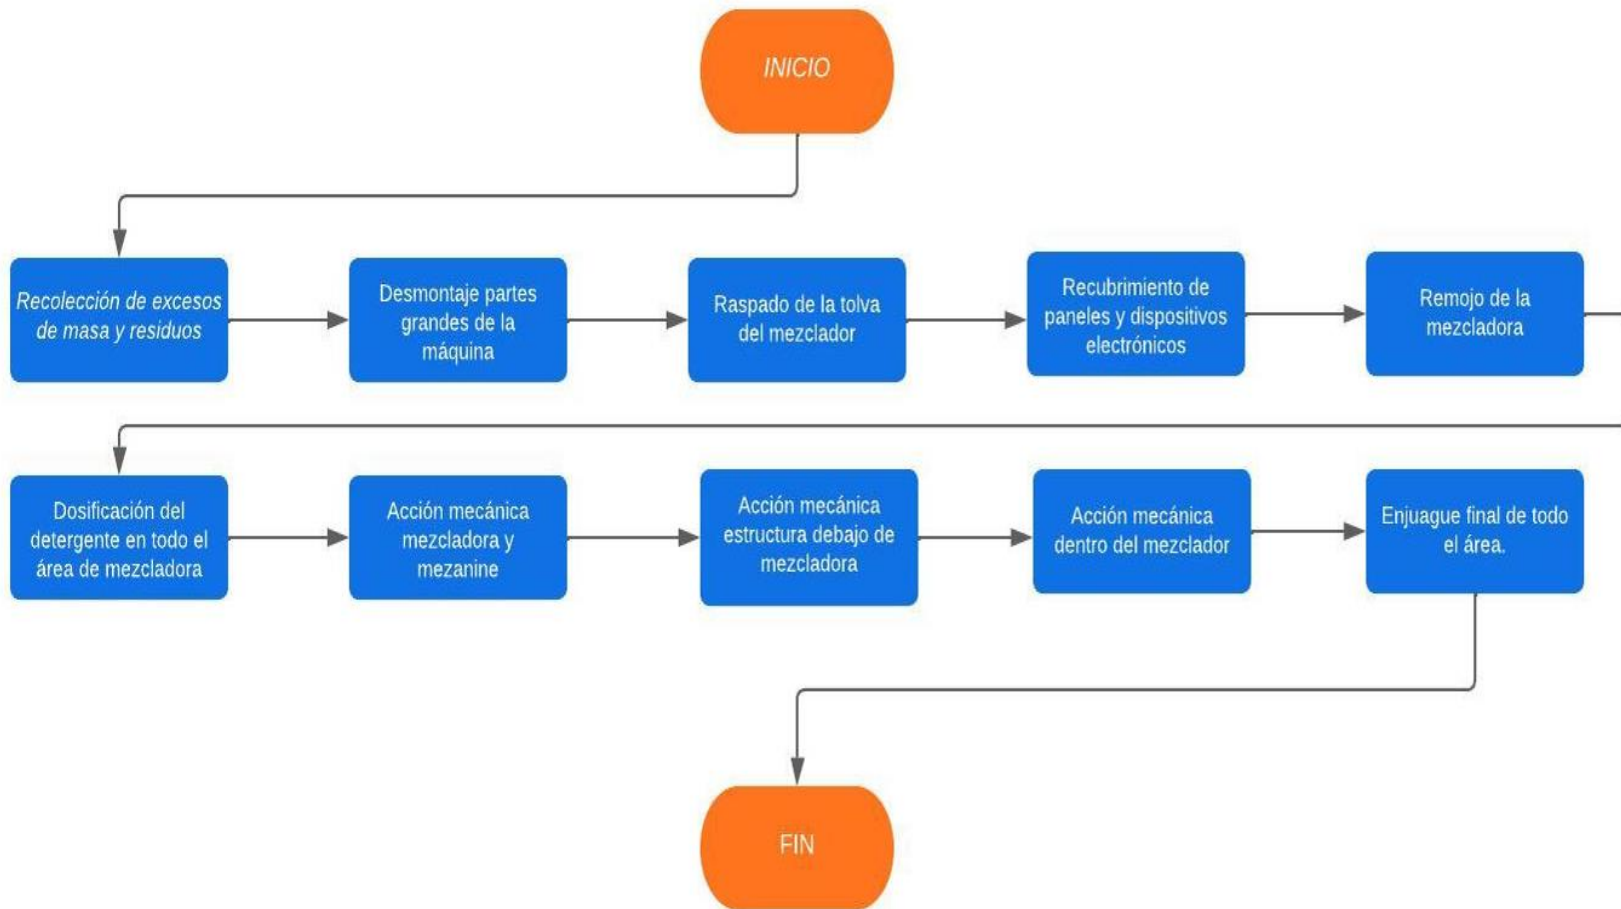 INICIO
Recolección de excesos
de masa y residuos
Desmontaje partes
grandes de la
máquina
Raspado de la tolva
del mezclador
Recubrimiento de
paneles y dispositivos
electrónicos
Remojo de la
mezcladora
Dosificación del
detergente en todo el
área de mezcladora
Acción mecánica
mezcladora y
mezanine
Acción mecánica
estructura debajo de
mezcladora
Acción mecánica
dentro del mezclador
Enjuague final de todo
el área.
FIN